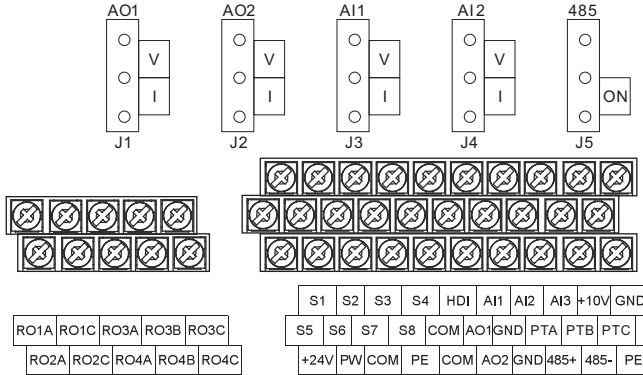 AO1 AO2 AI1 AI2 485
V V V V
I I I I ON
J1 J2 J3 J4 J5
S1 S2 S3 S4 HDI AI1 AI2 AI3 +10V GND
RO1A RO1C RO3A RO3B RO3C S5 S6 S7 S8 COM AO1 GND PTA PTB PTC
RO2A RO2C RO4A RO4B RO4C +24V PW COM PE COM AO2 GND 485+ 485- PE